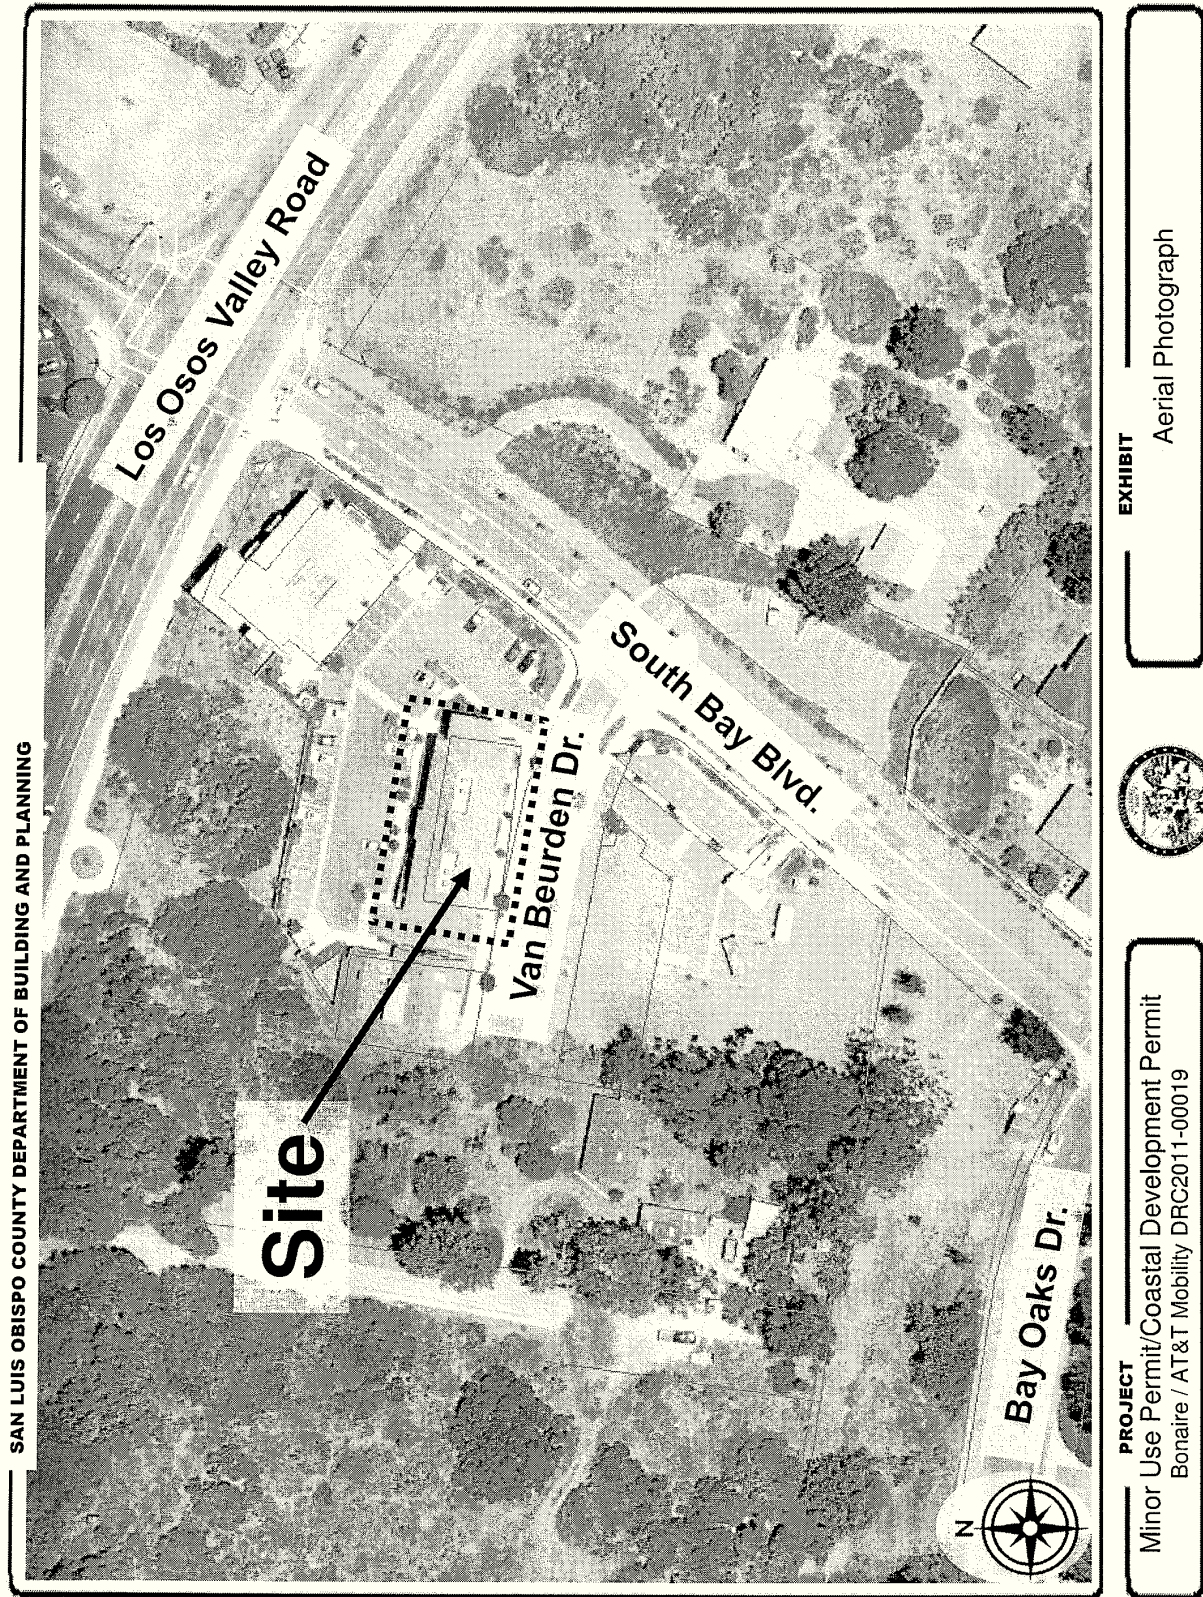 SAN LUIS OBISPO COUNTY DEPARTMENT OF BUILDING AND PLANNING
Los Osos Valley Road
Site
Van Beurden Dr.
South Bay Blvd.
Bay Oaks Dr.
N
PROJECT
Minor Use Permit/Coastal Development Permit
Bonaire / AT&T Mobility DRC2011-00019
EXHIBIT
Aerial Photograph